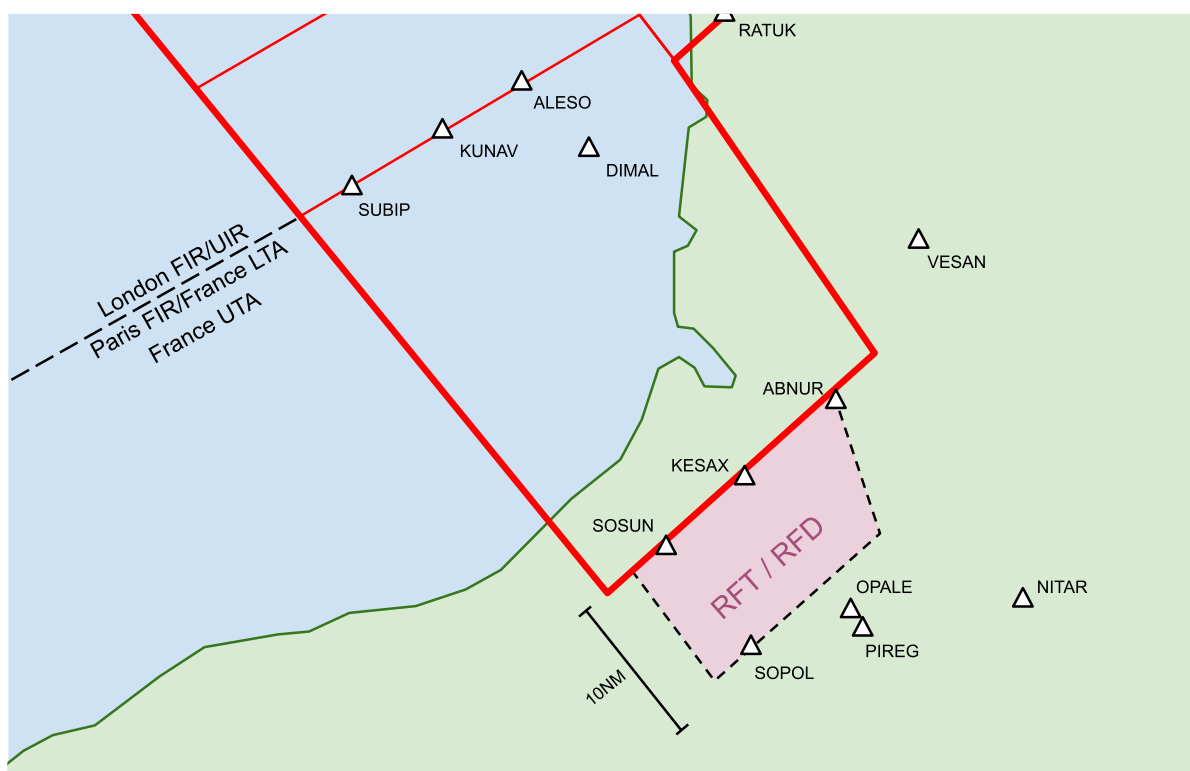 RATUK
ALESO
KUNAV
DIMAL
SUBIP
London FIR/UIR
Paris FIR/France LTA
France UTA
VESAN
ABNUR
KESAX
SOSUN
RFT / RFD
OPALE
NITAR
PIREG
SOPOL
10NM